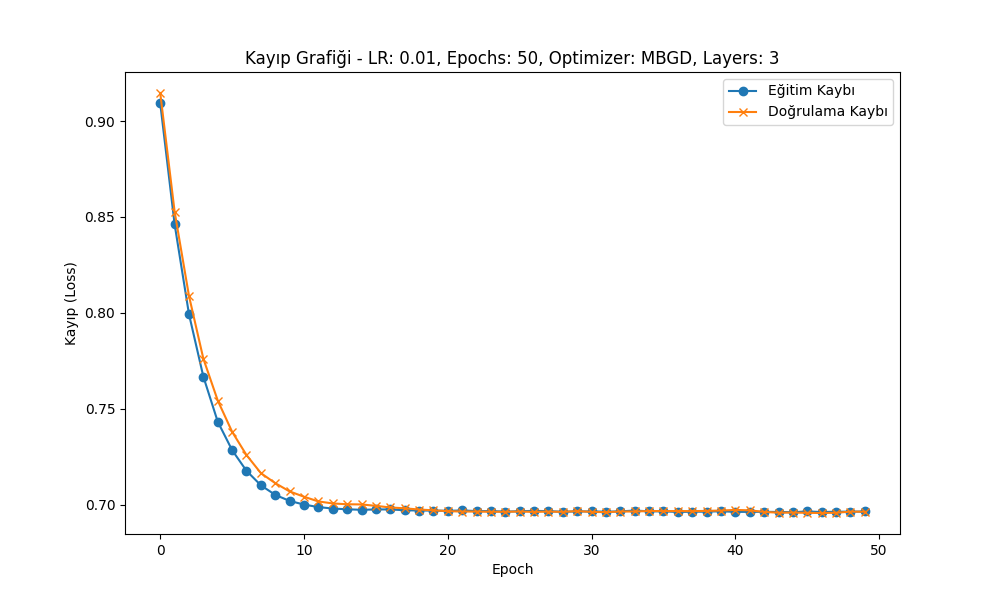 Kayıp Grafiği - LR: 0.01, Epochs: 50, Optimizer: MBGD, Layers: 3
Eğitim Kaybı
Doğrulama Kaybı
0.90
0.85
0.80
0.75
0.70
Kayıp (Loss)
0
10
20
30
40
50
Epoch